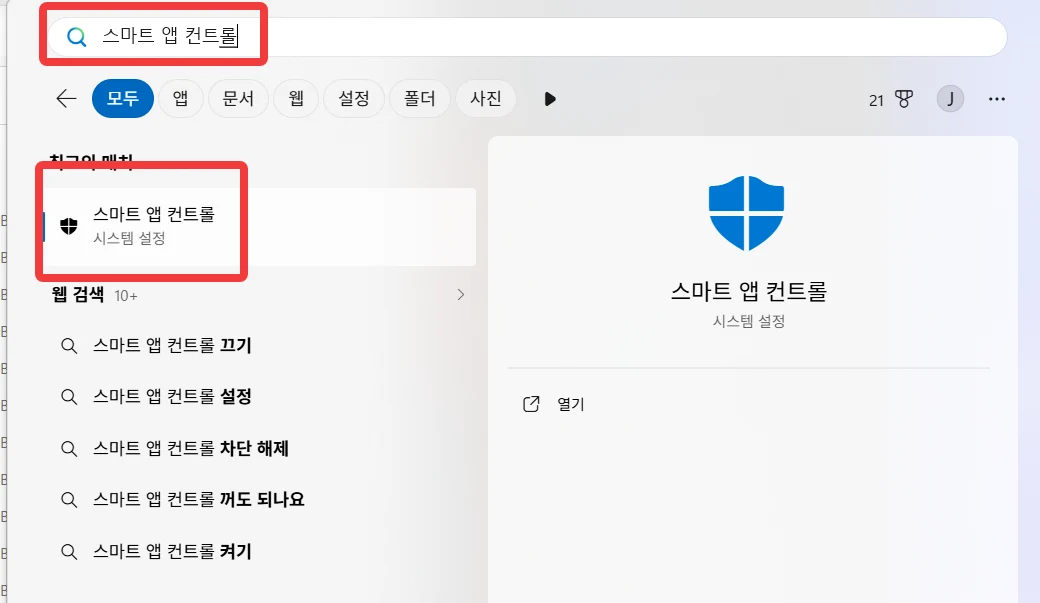 스마트 앱 컨트롤
모두 앱 문서 웹 설정 폴더 사진
21 J
스마트 앱 컨트롤
시스템 설정
웹 검색 10+
스마트 앱 컨트롤 끄기
스마트 앱 컨트롤 설정
스마트 앱 컨트롤 차단 해제
스마트 앱 컨트롤 꺼도 되나요
스마트 앱 컨트롤 켜기
스마트 앱 컨트롤
시스템 설정
열기